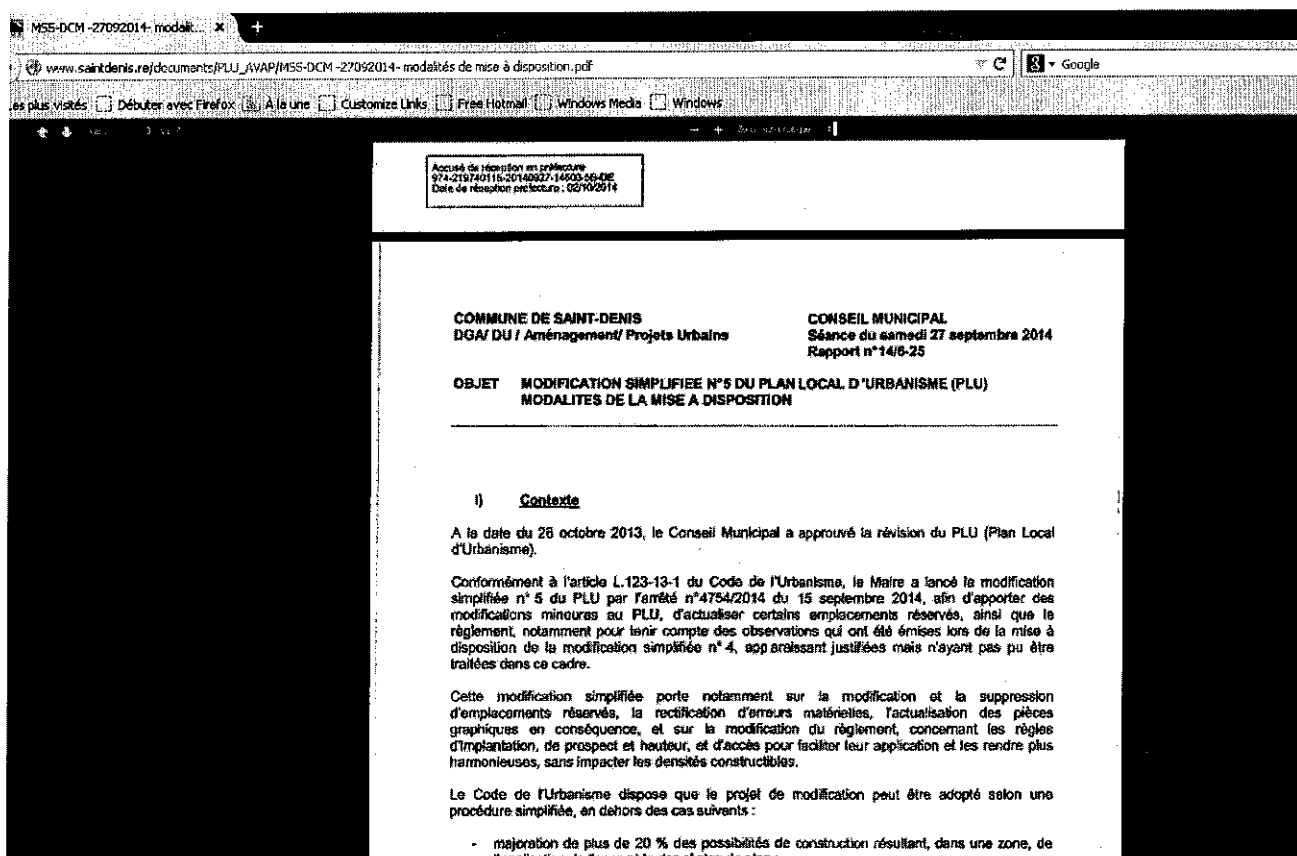 MS5-DCM -27092014- modalit... x +
www.saintdenis.re/documents/PLU_AVAP/MS5-DCM -27092014- modalités de mise à disposition.pdf
Google
es plus visités Débuter avec Firefox À la une Customize Links Free Hotmail Windows Media Windows
Accusé de réception en préfecture
Date de réception préfecture : 02/10/2014
COMMUNE DE SAINT-DENIS
DGA/ DU / Aménagement/ Projets Urbains
CONSEIL MUNICIPAL
Séance du samedi 27 septembre 2014
Rapport n°14/6-25
OBJET MODIFICATION SIMPLIFIEE N°5 DU PLAN LOCAL D'URBANISME (PLU)
MODALITES DE LA MISE A DISPOSITION
I) Contexte
A la date du 26 octobre 2013, le Conseil Municipal a approuvé la révision du PLU (Plan Local
d'Urbanisme).
Conformément à l'article L.123-13-1 du Code de l'Urbanisme, le Maire a lancé la modification
simplifiée n° 5 du PLU par l'arrêté n°4754/2014 du 15 septembre 2014, afin d'apporter des
modifications mineures au PLU, d'actualiser certains emplacements réservés, ainsi que le
règlement, notamment pour tenir compte des observations qui ont été émises lors de la mise à
disposition de la modification simplifiée n° 4, apparaissant justifiées mais n'ayant pas pu être
traitées dans ce cadre.
Cette modification simplifiée porte notamment sur la modification et la suppression
d'emplacements réservés, la rectification d'erreurs matérielles, l'actualisation des pièces
graphiques en conséquence, et sur la modification du règlement, concernant les règles
d'implantation, de prospect et hauteur, et d'accès pour faciliter leur application et les rendre plus
harmonieuses, sans impacter les densités constructibles.
Le Code de l'Urbanisme dispose que le projet de modification peut être adopté selon une
procédure simplifiée, en dehors des cas suivants :
- majoration de plus de 20 % des possibilités de construction résultant, dans une zone, de